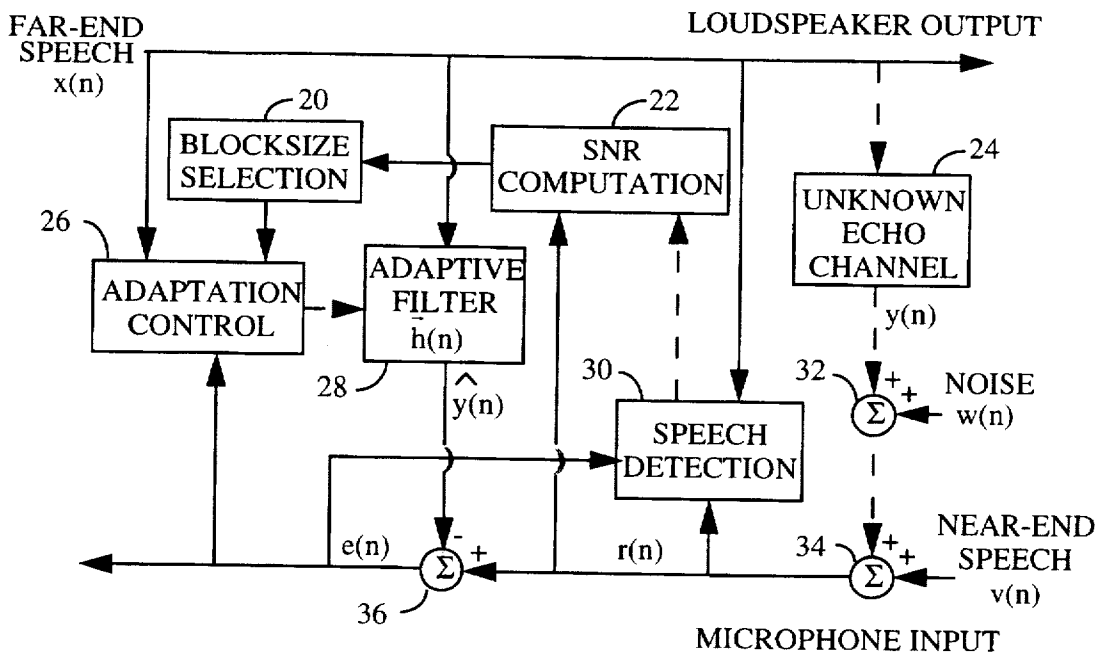 FAR-END
SPEECH
x(n)
LOUDSPEAKER OUTPUT
20
BLOCKSIZE
SELECTION
22
SNR
COMPUTATION
24
UNKNOWN
ECHO
CHANNEL
26
ADAPTATION
CONTROL
ADAPTIVE
FILTER
→h(n)
28
ŷ(n)
30
SPEECH
DETECTION
y(n)
32
+
+
Σ
NOISE
w(n)
e(n)
-
+
Σ
36
r(n)
34
+
+
Σ
NEAR-END
SPEECH
v(n)
MICROPHONE INPUT